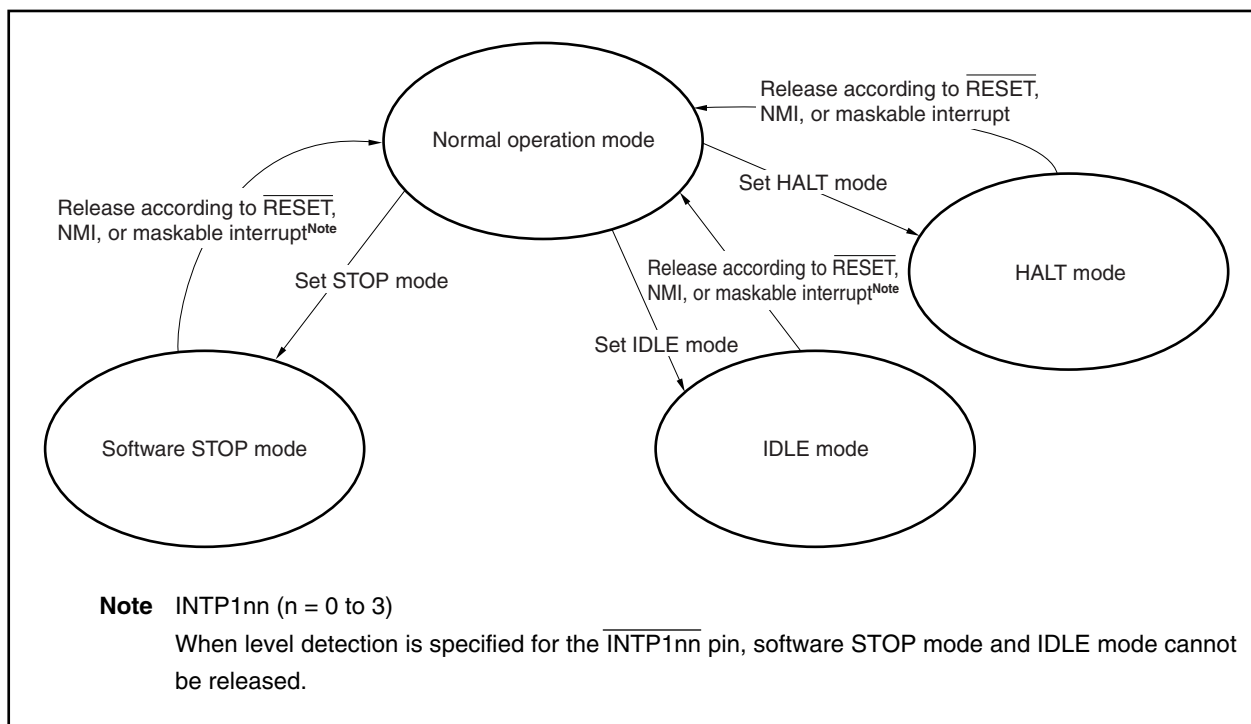 Normal operation mode
Release according to RESET,
NMI, or maskable interrupt
Set HALT mode
HALT mode
Release according to RESET,
NMI, or maskable interruptNote
Set STOP mode
Release according to RESET,
NMI, or maskable interruptNote
Set IDLE mode
Software STOP mode
IDLE mode
Note INTP1nn (n = 0 to 3)
When level detection is specified for the INTP1nn pin, software STOP mode and IDLE mode cannot
be released.